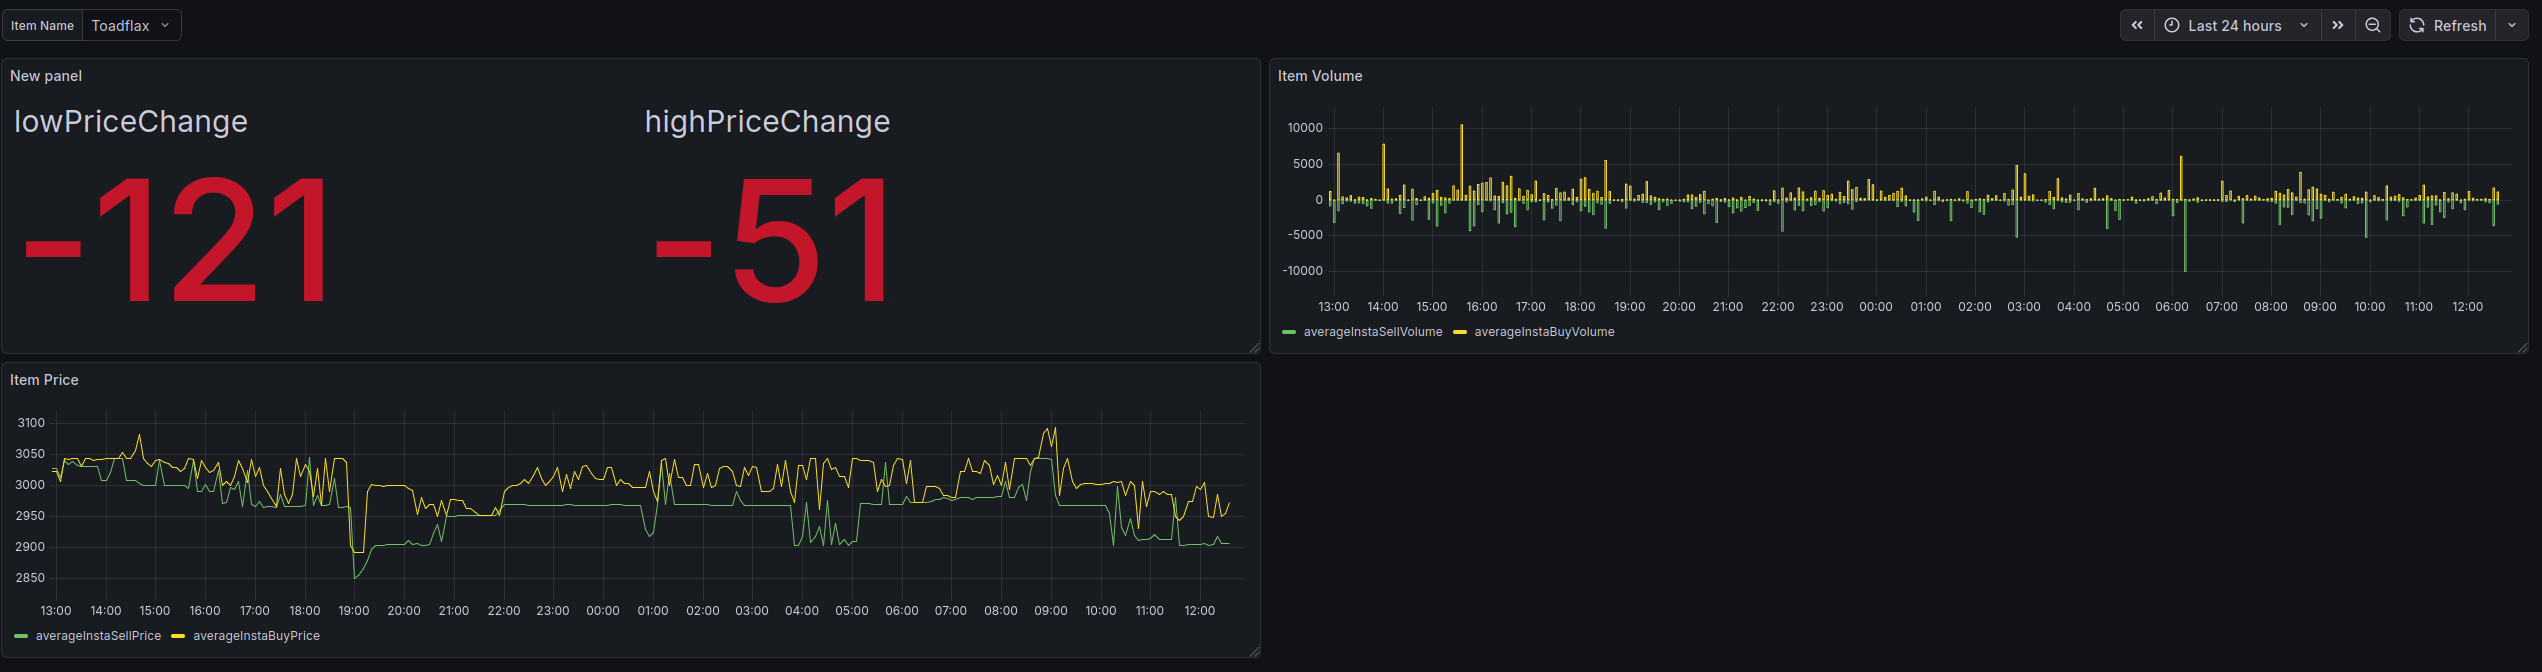 Item Name Toadflax Last 24 hours Refresh
New panel
lowPriceChange highPriceChange
-121 -51
Item Volume
10000
5000
0
-5000
-10000
13:00 14:00 15:00 16:00 17:00 18:00 19:00 20:00 21:00 22:00 23:00 00:00 01:00 02:00 03:00 04:00 05:00 06:00 07:00 08:00 09:00 10:00 11:00 12:00
averageInstaSellVolume averageInstaBuyVolume
Item Price
3100
3050
3000
2950
2900
2850
13:00 14:00 15:00 16:00 17:00 18:00 19:00 20:00 21:00 22:00 23:00 00:00 01:00 02:00 03:00 04:00 05:00 06:00 07:00 08:00 09:00 10:00 11:00 12:00
averageInstaSellPrice averageInstaBuyPrice